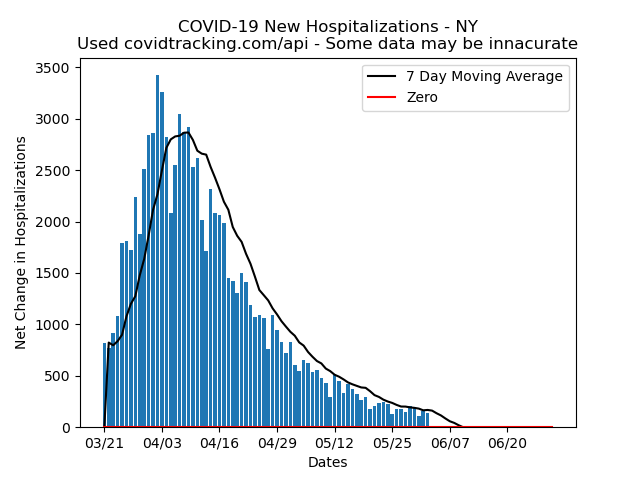 COVID-19 New Hospitalizations - NY
Used covidtracking.com/api - Some data may be innacurate
7 Day Moving Average
Zero
3500
3000
2500
2000
1500
1000
500
0
Net Change in Hospitalizations
03/21 04/03 04/16 04/29 05/12 05/25 06/07 06/20
Dates